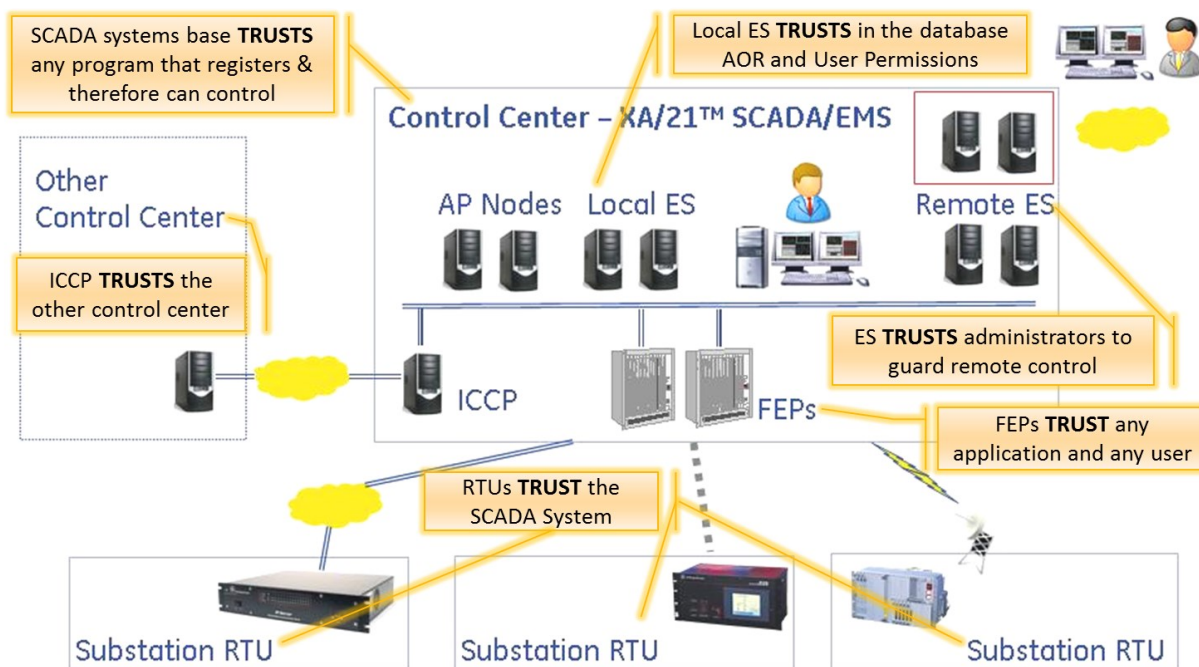 SCADA systems base TRUSTS
any program that registers &
therefore can control
Local ES TRUSTS in the database
AOR and User Permissions
Control Center – XA/21™ SCADA/EMS
Other
Control Center
AP Nodes
Local ES
Remote ES
ICCP TRUSTS the
other control center
ES TRUSTS administrators to
guard remote control
ICCP
FEPs
FEPs TRUST any
application and any user
RTUs TRUST the
SCADA System
Substation RTU
Substation RTU
Substation RTU